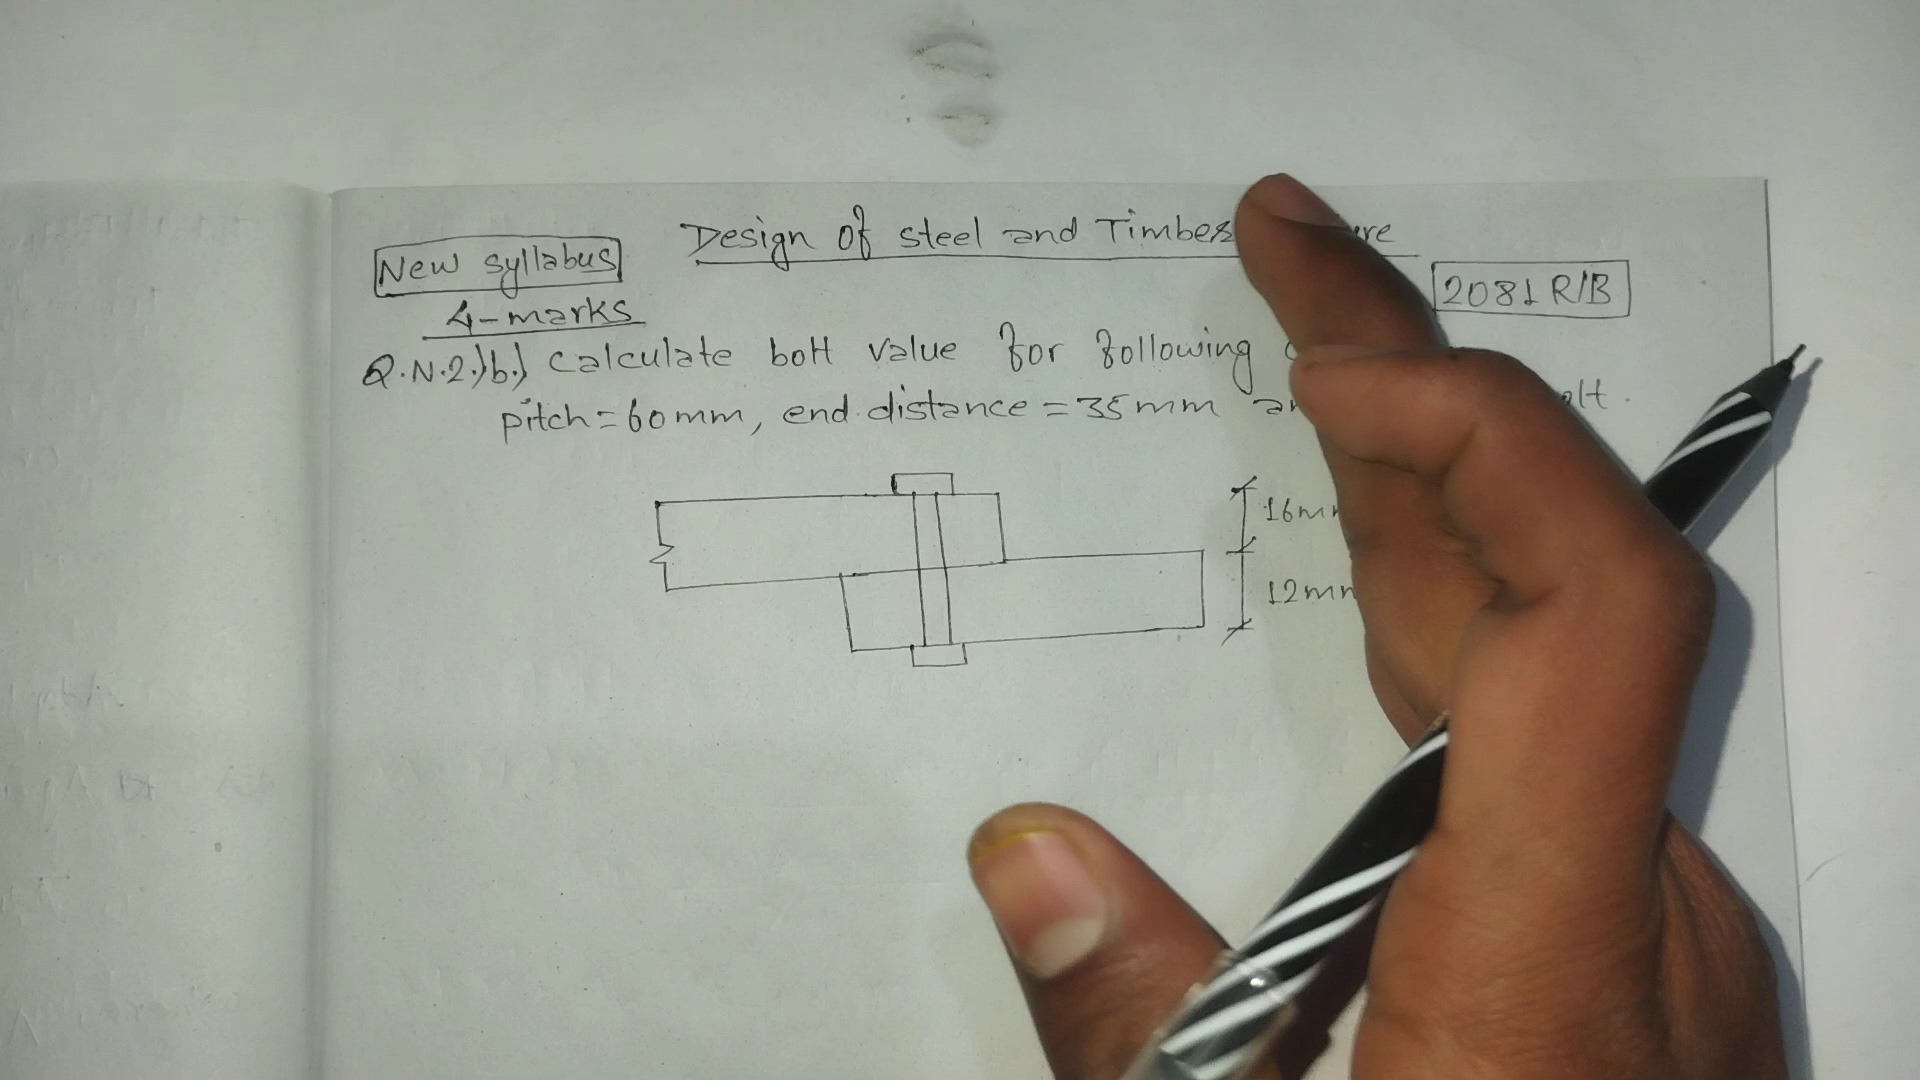 Design of steel and Timber
New syllabus
2081 R/B
4-marks
Q.N.2.)b.) calculate bolt value for following
pitch=60mm, end distance = 35mm
16mm
12mm